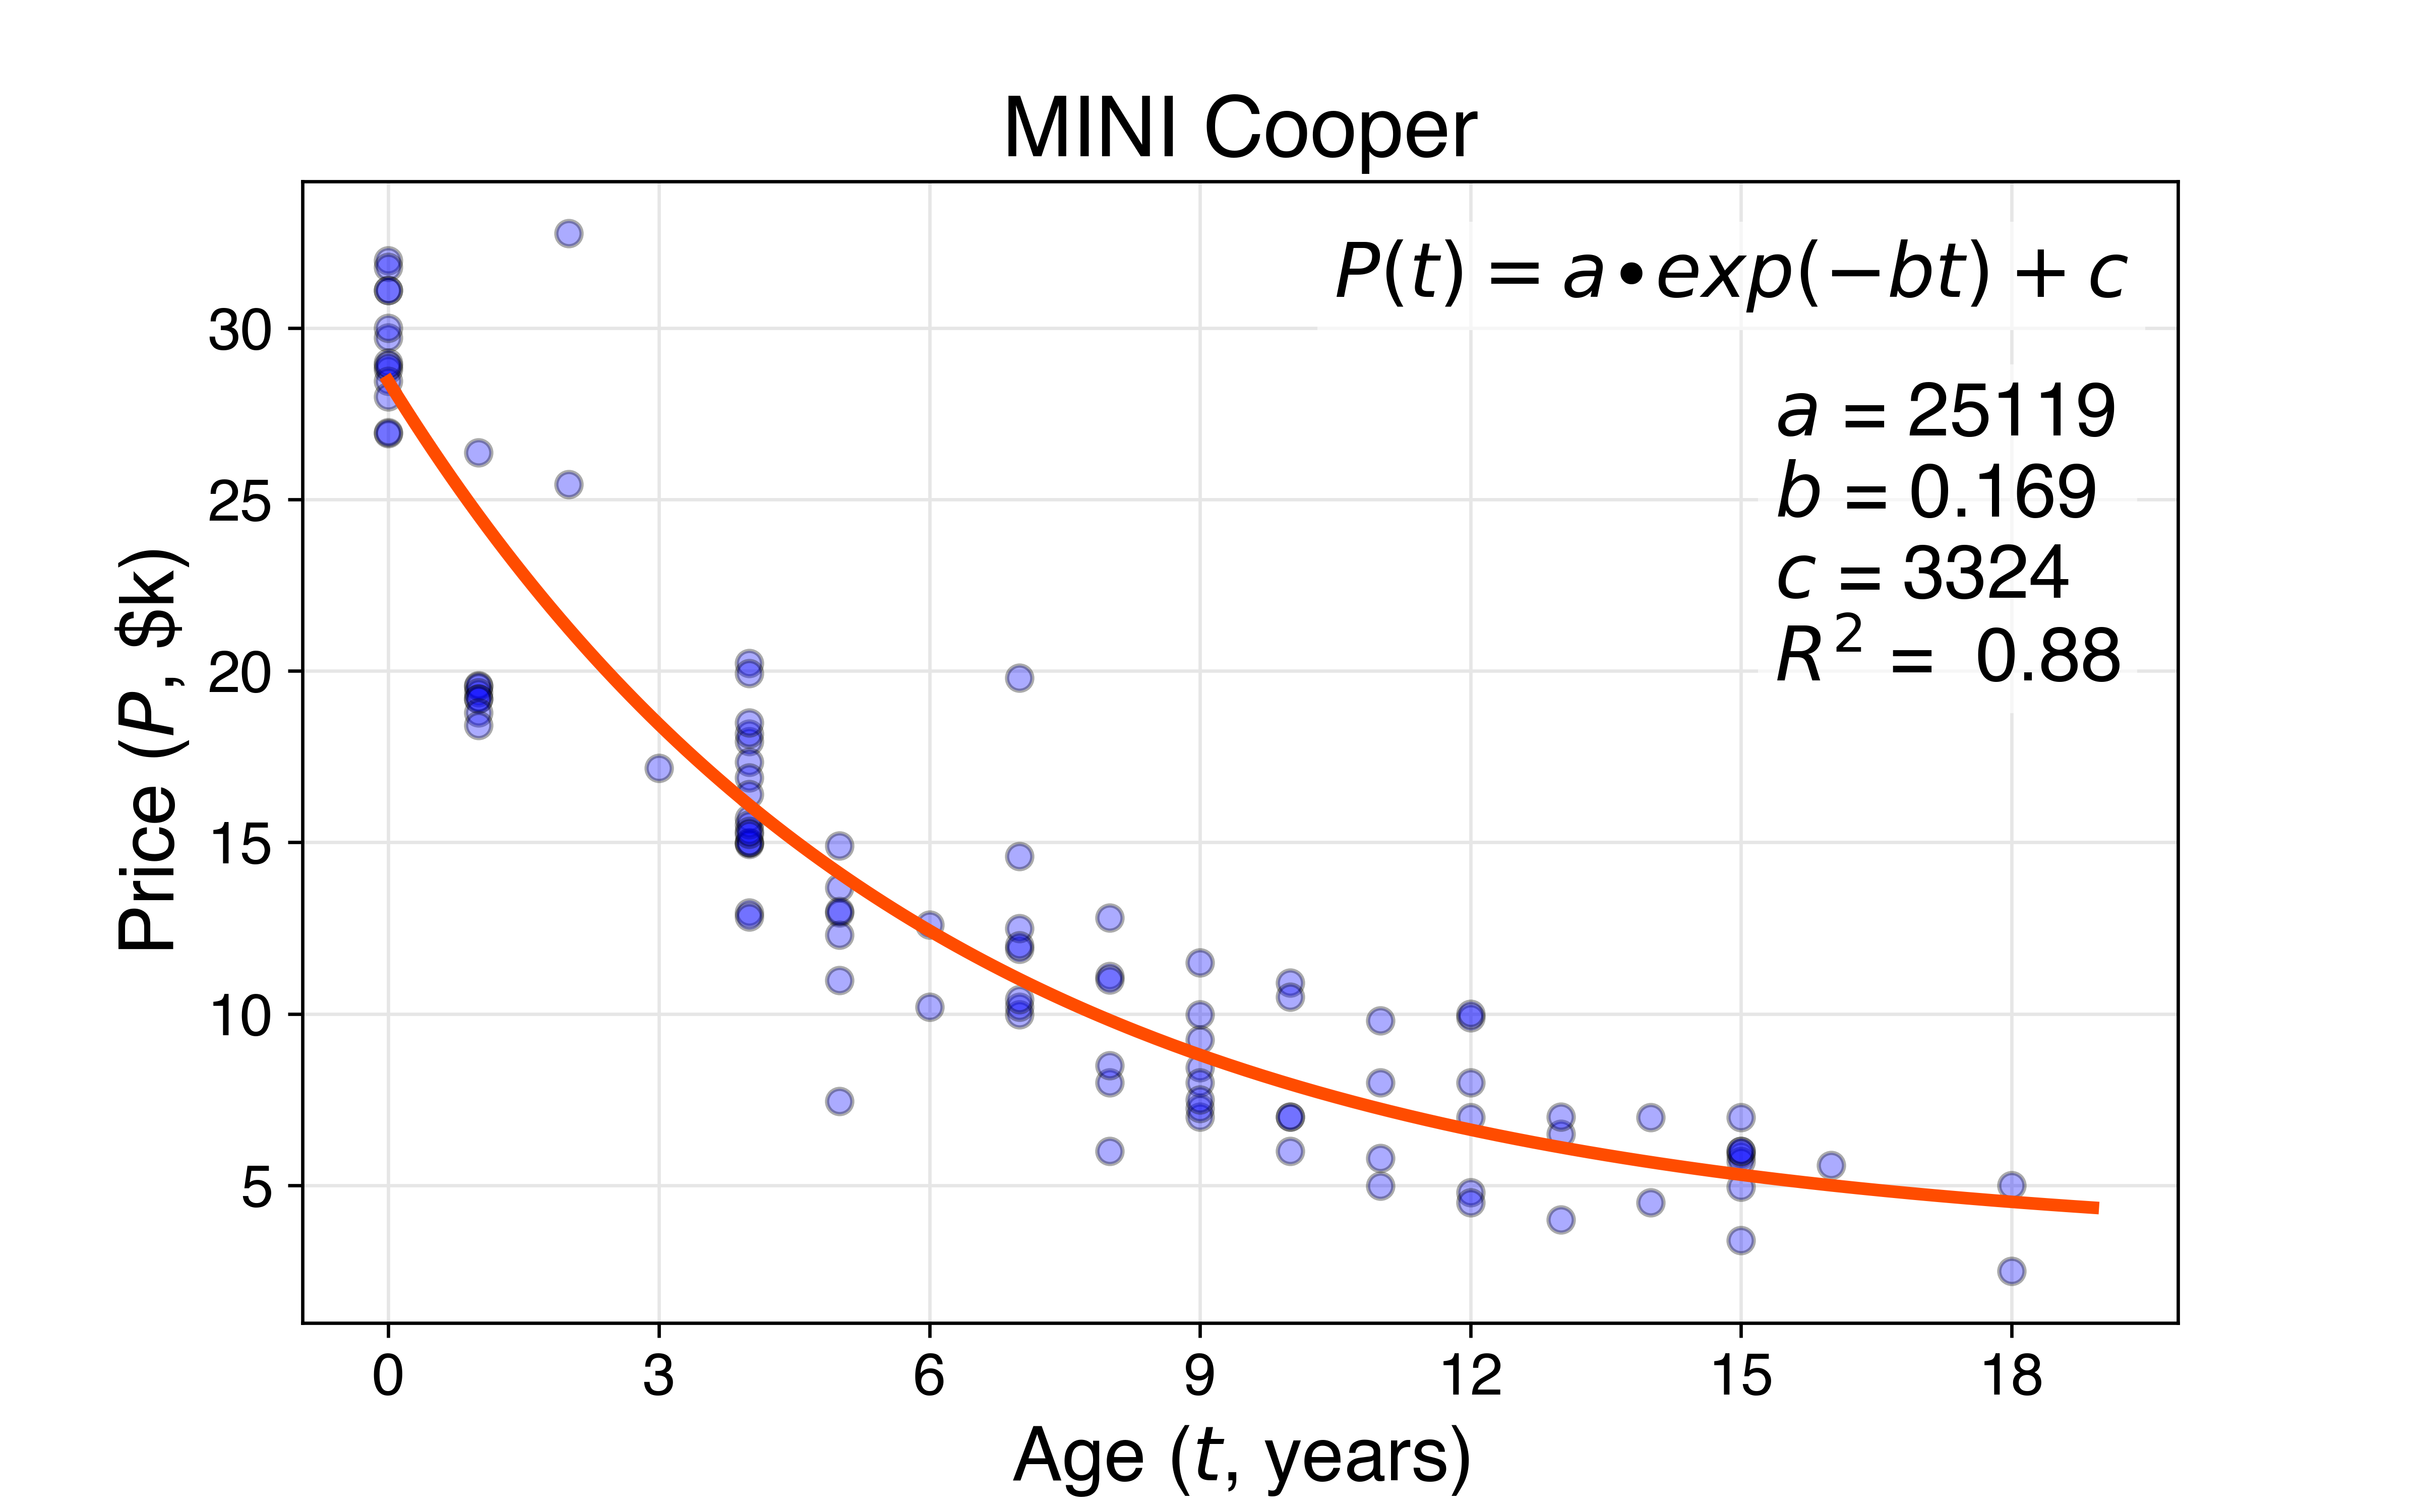 MINI Cooper
P(t) = a•exp(−bt) + c
a = 25119
b = 0.169
c = 3324
R² = 0.88
Price (P, $k)
30
25
20
15
10
5
0 3 6 9 12 15 18
Age (t, years)